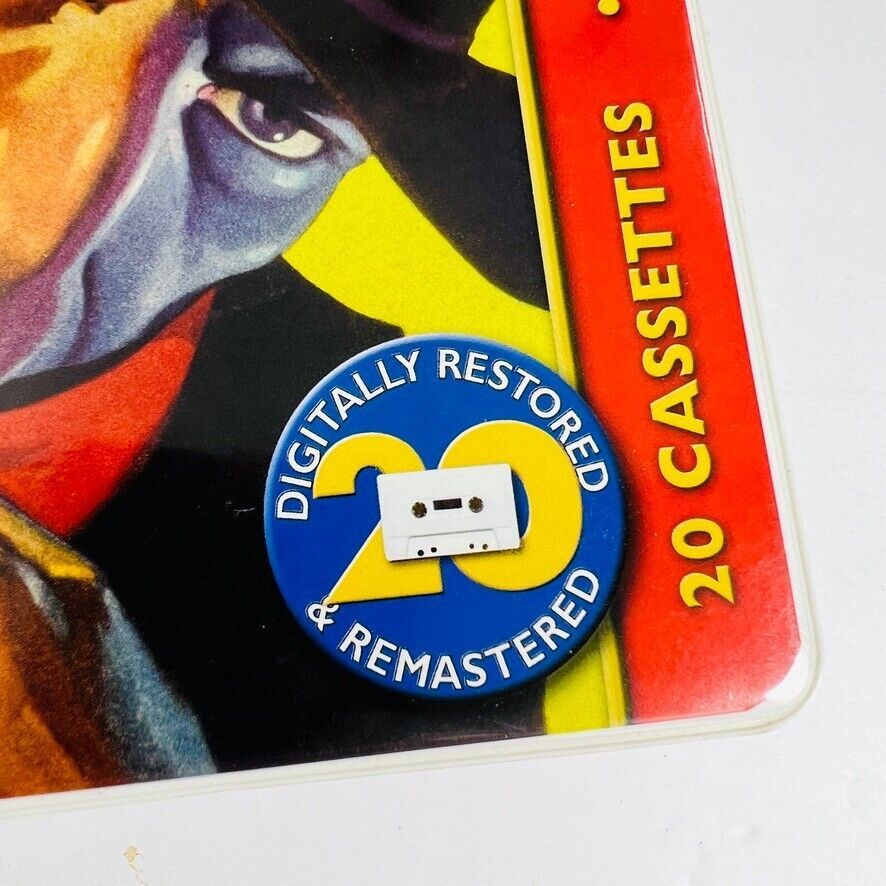 DIGITALLY RESTORED
20
& REMASTERED
20 CASSETTES